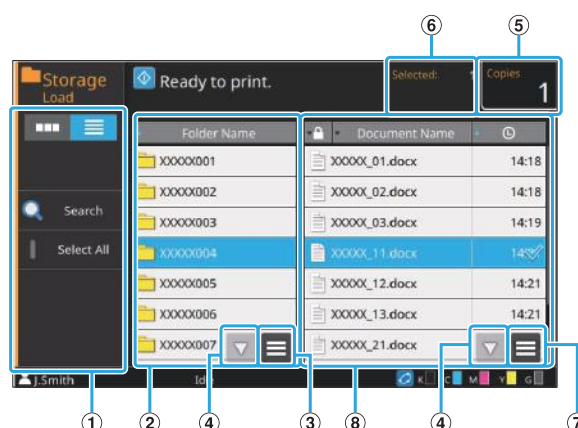 ⑥ ⑤
Storage
Load
Ready to print.
Selected: 1
Copies
1
Folder Name
Document Name
XXXXX001
XXXXX_01.docx 14:18
XXXXX002
XXXXX_02.docx 14:18
XXXXX003
XXXXX_03.docx 14:19
Search
XXXXX004
XXXXX_11.docx
Select All
XXXXX005
XXXXX_12.docx 14:21
XXXXX006
XXXXX_13.docx 14:21
XXXXX007
XXXXX_21.docx
J.Smith
Idle
K C M Y G
① ② ④ ③ ⑧ ④ ⑦